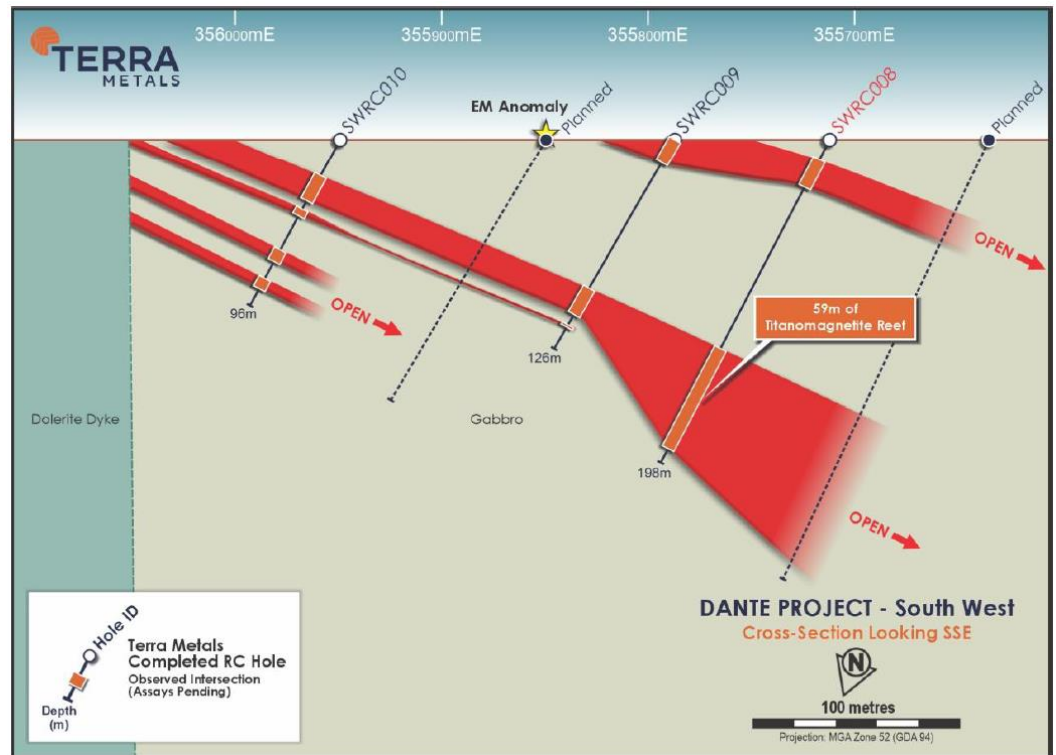 356000mE
355900mE
355800mE
355700mE
TERRA
METALS
SWRC010
EM Anomaly
Planned
SWRC009
SWRC008
Planned
OPEN
OPEN
96m
59m of
Titanomagnetite Reef
126m
Dolerite Dyke
Gabbro
198m
OPEN
Hole ID
Terra Metals
Completed RC Hole
Observed Intersection
(Assays Pending)
Depth
(m)
DANTE PROJECT - South West
Cross-Section Looking SSE
N
100 metres
Projection: MGA Zone 52 (GDA 94)